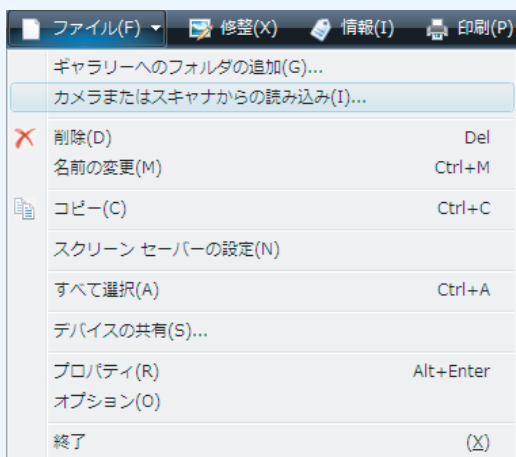 ファイル(F) 修整(X) 情報(I) 印刷(P)
ギャラリーへのフォルダの追加(G)...
カメラまたはスキャナからの読み込み(I)...
削除(D) Del
名前の変更(M) Ctrl+M
コピー(C) Ctrl+C
スクリーン セーバーの設定(N)
すべて選択(A) Ctrl+A
デバイスの共有(S)...
プロパティ(R) Alt+Enter
オプション(O)
終了 (X)